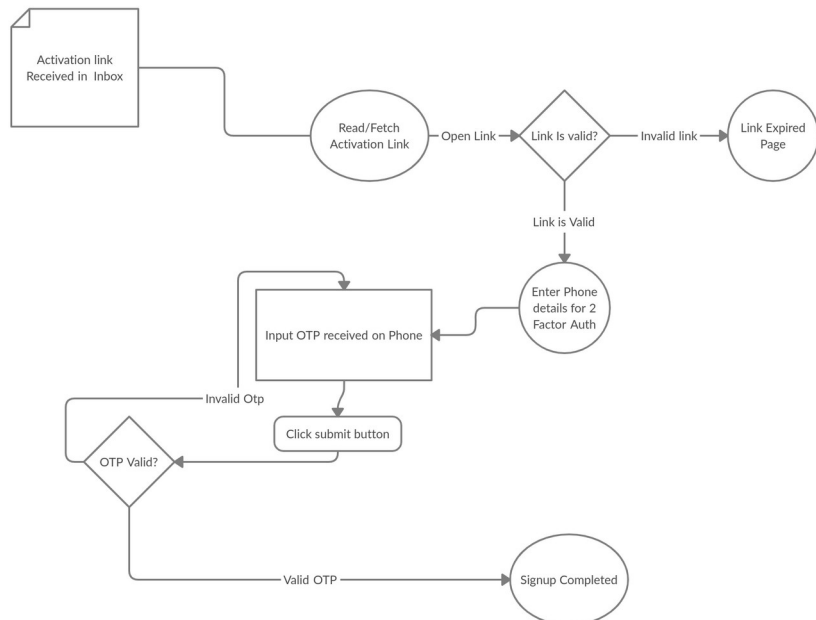 Activation link
Received in Inbox
Read/Fetch
Activation Link
Open Link
Link Is valid?
Invalid link
Link Expired
Page
Link is Valid
Enter Phone
details for 2
Factor Auth
Input OTP received on Phone
Invalid Otp
Click submit button
OTP Valid?
Valid OTP
Signup Completed